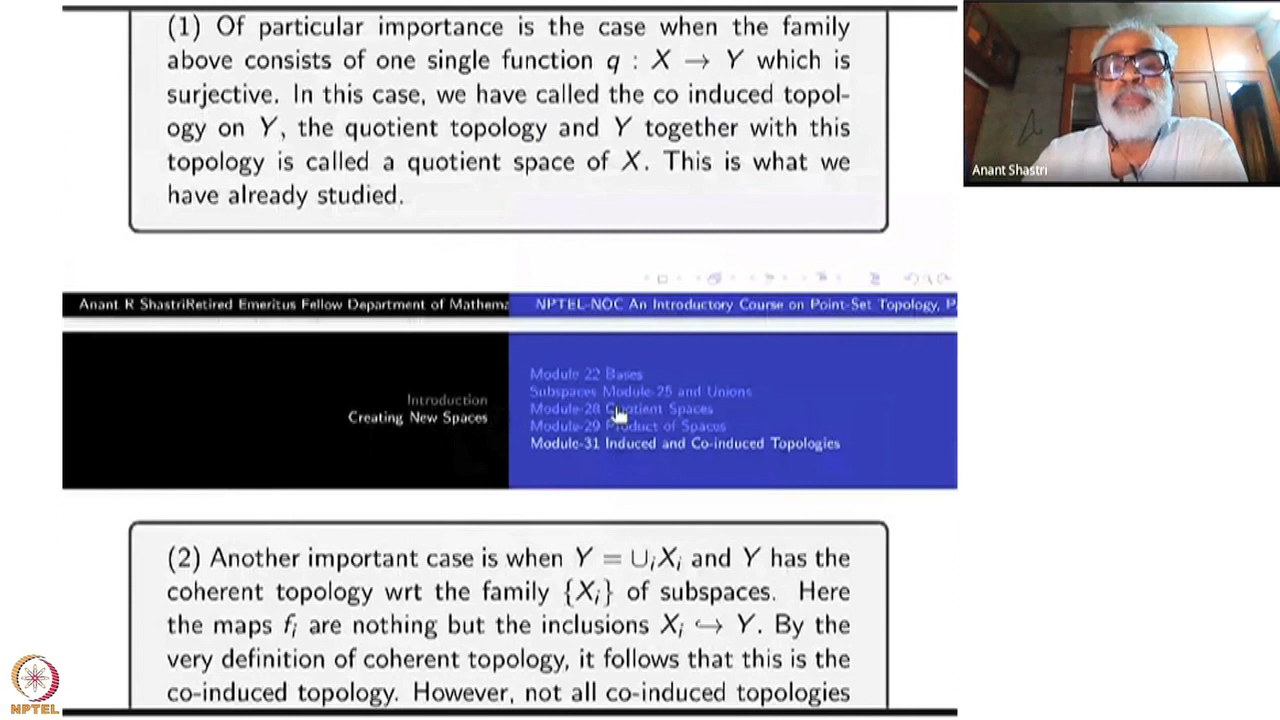 (1) Of particular importance is the case when the family
above consists of one single function q : X → Y which is
surjective. In this case, we have called the co induced topol-
ogy on Y, the quotient topology and Y together with this
topology is called a quotient space of X. This is what we
have already studied.
Anant Shastri
Anant R ShastriRetired Emeritus Fellow Department of Mathema
NPTEL-NOC An Introductory Course on Point-Set Topology, P
Introduction
Creating New Spaces
Module 22 Bases
Subspaces Module-25 and Unions
Module-28 Quotient Spaces
Module-29 Product of Spaces
Module-31 Induced and Co-induced Topologies
(2) Another important case is when Y = ∪ᵢXᵢ and Y has the
coherent topology wrt the family {Xᵢ} of subspaces. Here
the maps fᵢ are nothing but the inclusions Xᵢ ↪ Y. By the
very definition of coherent topology, it follows that this is the
co-induced topology. However, not all co-induced topologies
NPTEL